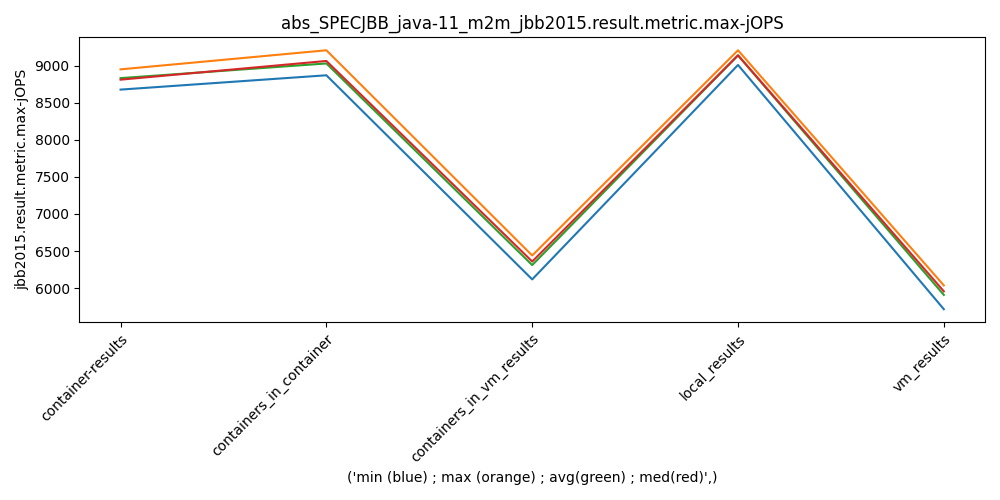 abs_SPECJBB_java-11_m2m_jbb2015.result.metric.max-jOPS
jbb2015.result.metric.max-jOPS
9000
8500
8000
7500
7000
6500
6000
container-results
containers_in_container
containers_in_vm_results
local_results
vm_results
('min (blue) ; max (orange) ; avg(green) ; med(red)',)